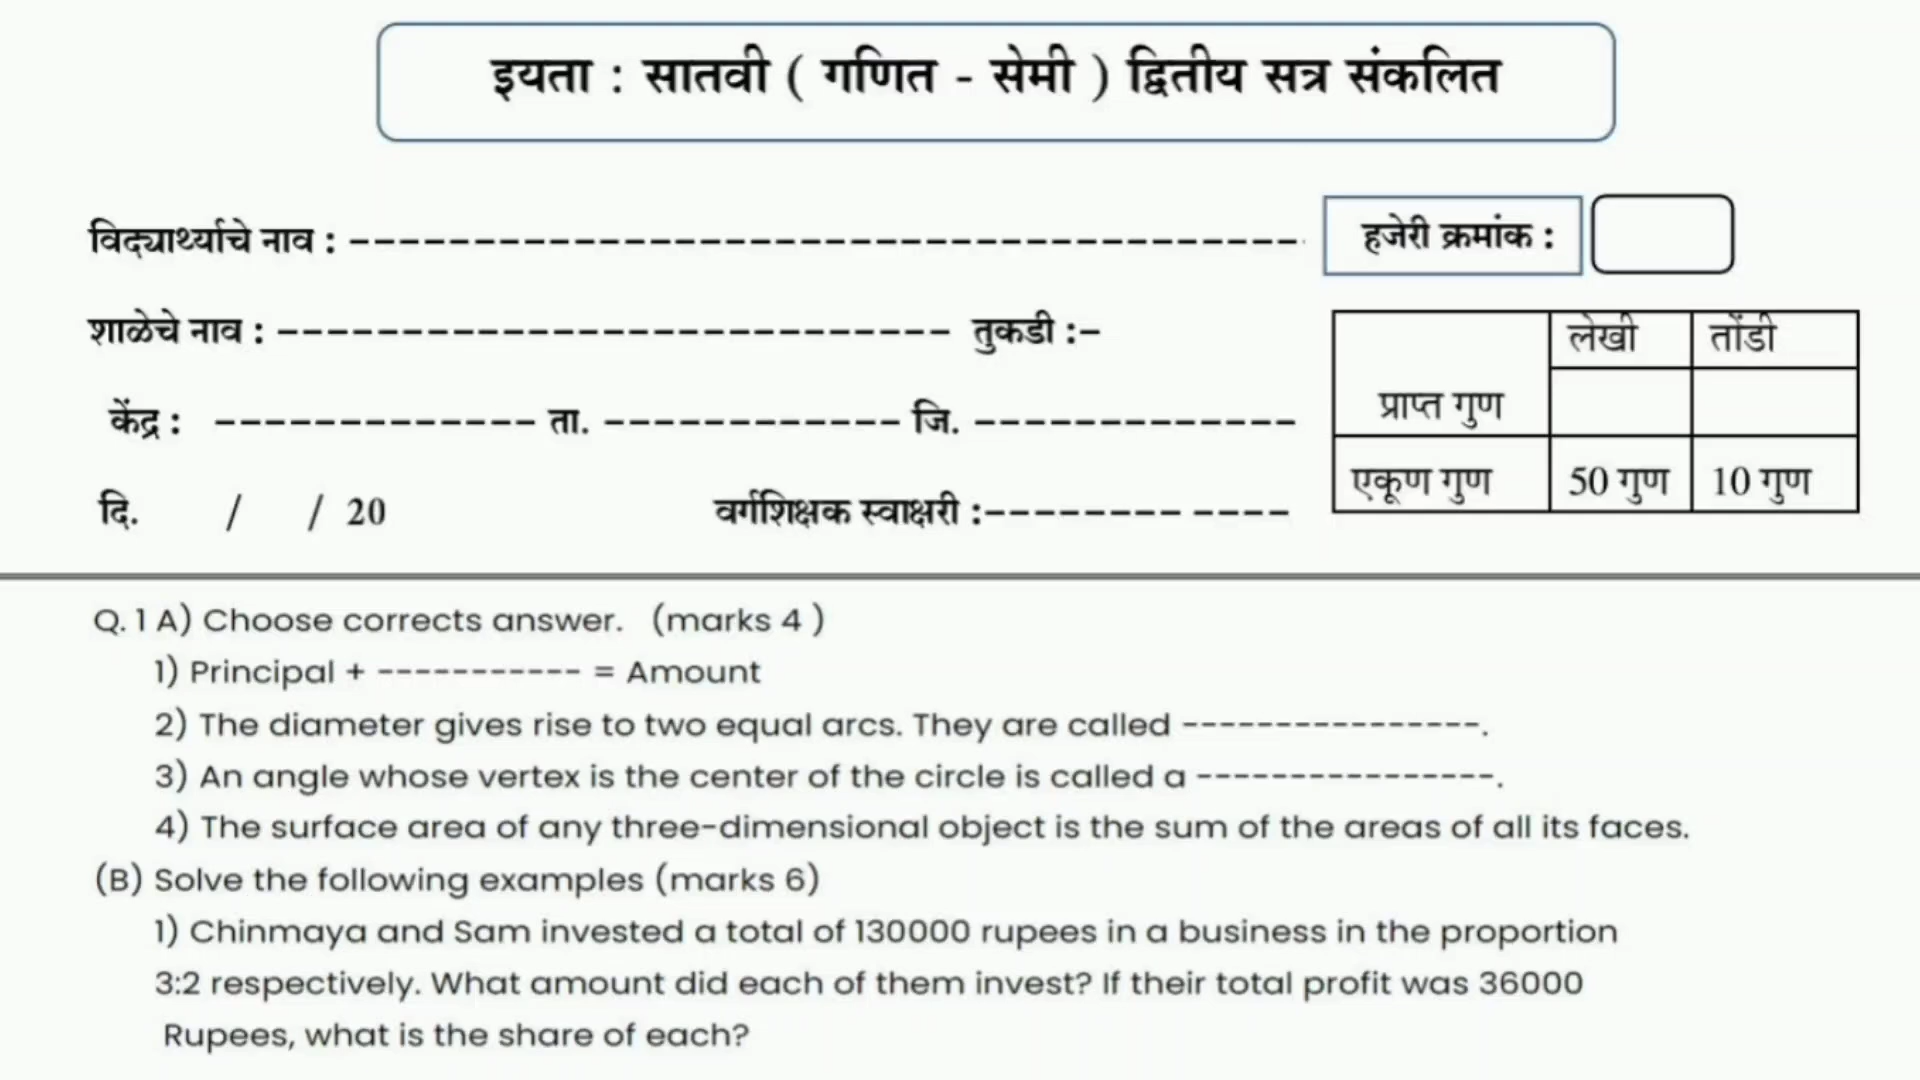 इयता : सातवी ( गणित - सेमी ) द्वितीय सत्र संकलित
विद्यार्थ्याचे नाव : --------------------------------------
हजेरी क्रमांक :
शाळेचे नाव : --------------------------- तुकडी :-
लेखी तोंडी
प्राप्त गुण
केंद्र : ------------- ता. ------------ जि. -------------
एकूण गुण 50 गुण 10 गुण
दि. / / 20 वर्गशिक्षक स्वाक्षरी :-------- ----
Q. 1 A) Choose corrects answer. (marks 4 )
1) Principal + ----------- = Amount
2) The diameter gives rise to two equal arcs. They are called ----------------.
3) An angle whose vertex is the center of the circle is called a ----------------.
4) The surface area of any three-dimensional object is the sum of the areas of all its faces.
(B) Solve the following examples (marks 6)
1) Chinmaya and Sam invested a total of 130000 rupees in a business in the proportion
3:2 respectively. What amount did each of them invest? If their total profit was 36000
Rupees, what is the share of each?